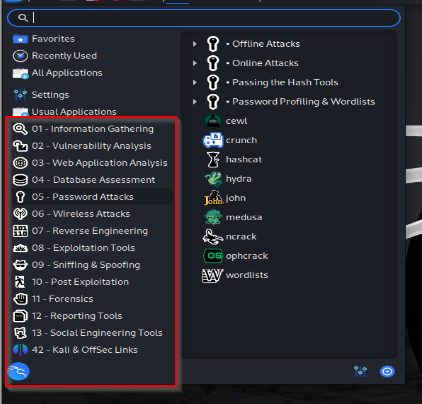 Favorites
Recently Used
All Applications
Settings
Usual Applications
01 - Information Gathering
02 - Vulnerability Analysis
03 - Web Application Analysis
04 - Database Assessment
05 - Password Attacks
06 - Wireless Attacks
07 - Reverse Engineering
08 - Exploitation Tools
09 - Sniffing & Spoofing
10 - Post Exploitation
11 - Forensics
12 - Reporting Tools
13 - Social Engineering Tools
42 - Kali & OffSec Links
• Offline Attacks
• Online Attacks
• Passing the Hash Tools
• Password Profiling & Wordlists
cewl
crunch
hashcat
hydra
john
medusa
ncrack
ophcrack
wordlists